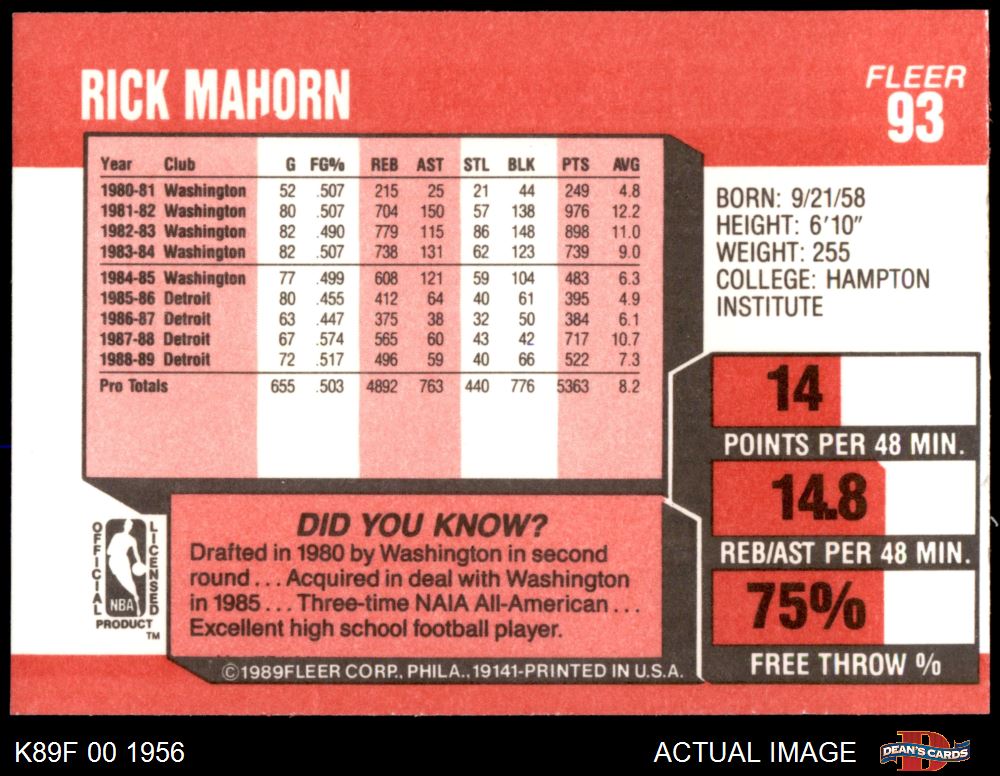 RICK MAHORN
FLEER
93
Year Club G FG% REB AST STL BLK PTS AVG
1980-81 Washington 52 .507 215 25 21 44 249 4.8
1981-82 Washington 80 .507 704 150 57 138 976 12.2
1982-83 Washington 82 .490 779 115 86 148 898 11.0
1983-84 Washington 82 .507 738 131 62 123 739 9.0
1984-85 Washington 77 .499 608 121 59 104 483 6.3
1985-86 Detroit 80 .455 412 64 40 61 395 4.9
1986-87 Detroit 63 .447 375 38 32 50 384 6.1
1987-88 Detroit 67 .574 565 60 43 42 717 10.7
1988-89 Detroit 72 .517 496 59 40 66 522 7.3
Pro Totals 655 .503 4892 763 440 776 5363 8.2
BORN: 9/21/58
HEIGHT: 6'10"
WEIGHT: 255
COLLEGE: HAMPTON
INSTITUTE
14
POINTS PER 48 MIN.
14.8
REB/AST PER 48 MIN.
75%
FREE THROW %
OFFICIAL
NBA
LICENSED
PRODUCT
TM
DID YOU KNOW?
Drafted in 1980 by Washington in second
round... Acquired in deal with Washington
in 1985... Three-time NAIA All-American...
Excellent high school football player.
©1989FLEER CORP., PHILA., 19141-PRINTED IN U.S.A.
K89F 00 1956
ACTUAL IMAGE
DEAN'S CARDS